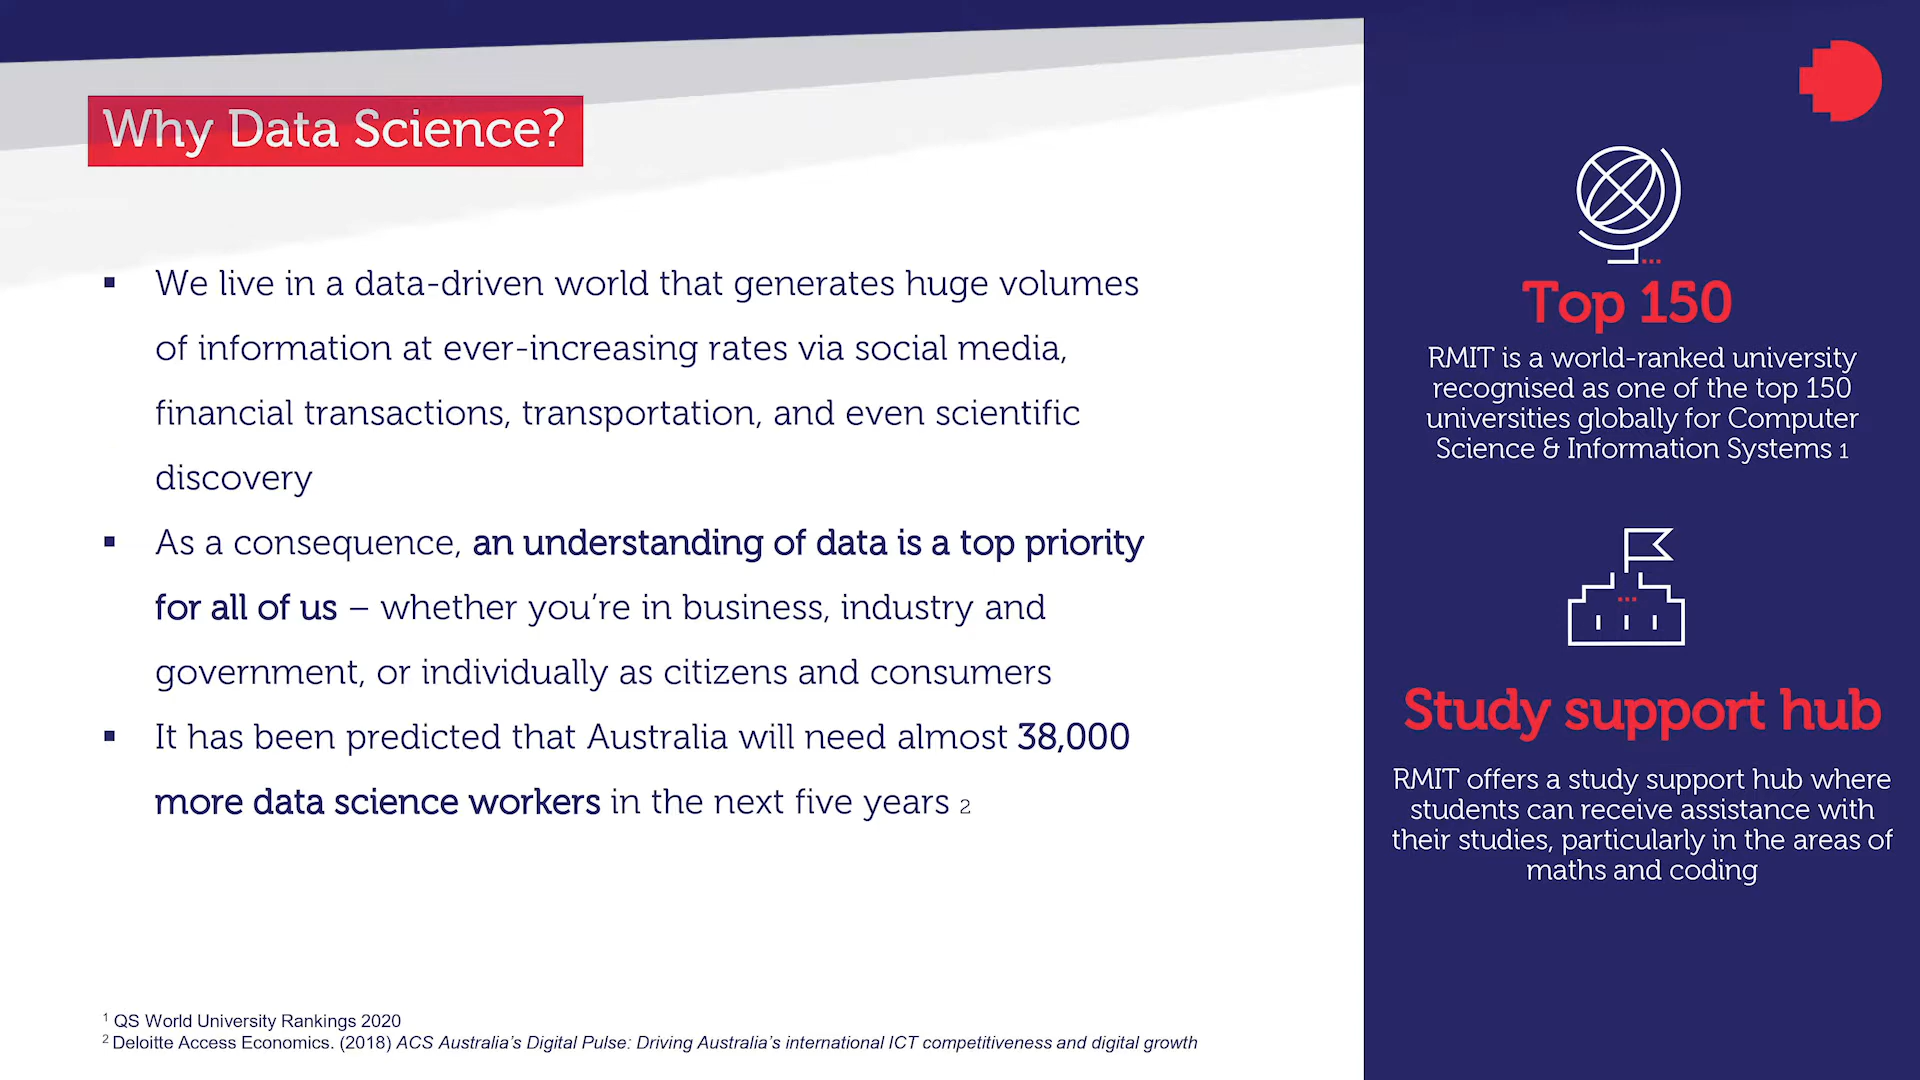 Why Data Science?
▪ We live in a data-driven world that generates huge volumes
of information at ever-increasing rates via social media,
financial transactions, transportation, and even scientific
discovery
▪ As a consequence, an understanding of data is a top priority
for all of us – whether you’re in business, industry and
government, or individually as citizens and consumers
▪ It has been predicted that Australia will need almost 38,000
more data science workers in the next five years 2
1 QS World University Rankings 2020
2 Deloitte Access Economics. (2018) ACS Australia’s Digital Pulse: Driving Australia’s international ICT competitiveness and digital growth
Top 150
RMIT is a world-ranked university
recognised as one of the top 150
universities globally for Computer
Science & Information Systems 1
Study support hub
RMIT offers a study support hub where
students can receive assistance with
their studies, particularly in the areas of
maths and coding